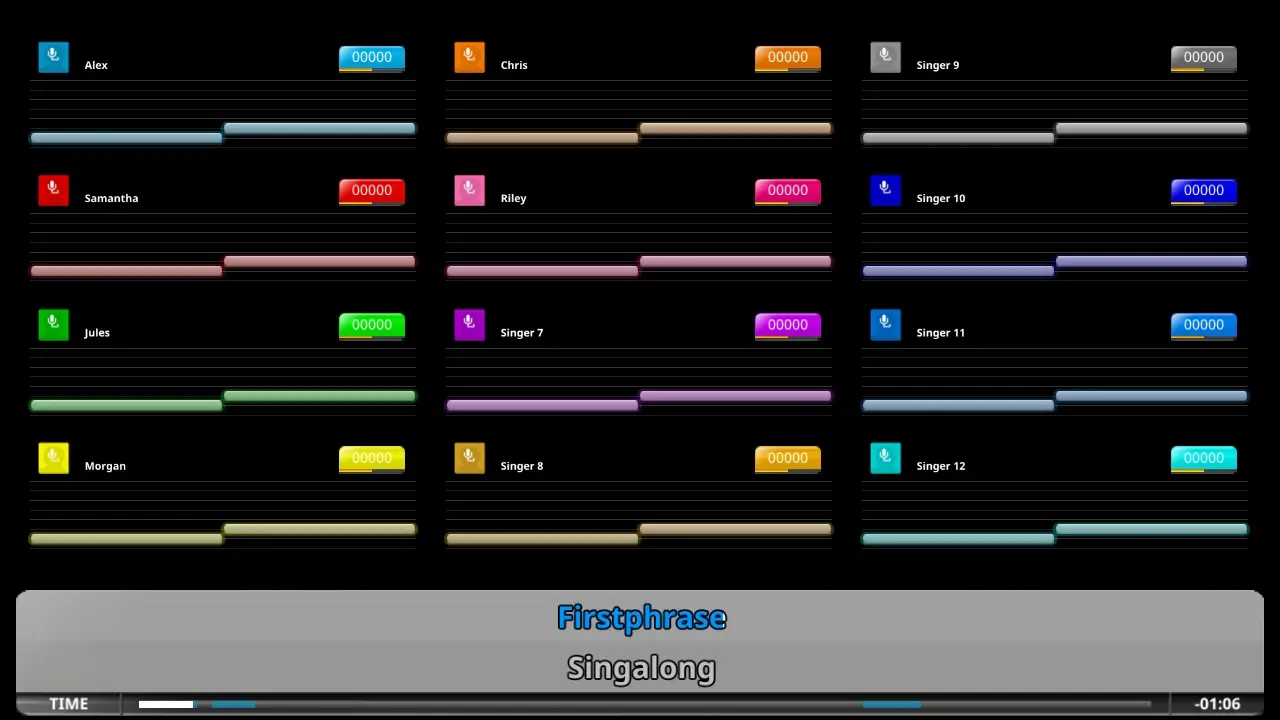 Alex 00000
Chris 00000
Singer 9 00000
Samantha 00000
Riley 00000
Singer 10 00000
Jules 00000
Singer 7 00000
Singer 11 00000
Morgan 00000
Singer 8 00000
Singer 12 00000
Firstphrase
Singalong
TIME -01:06